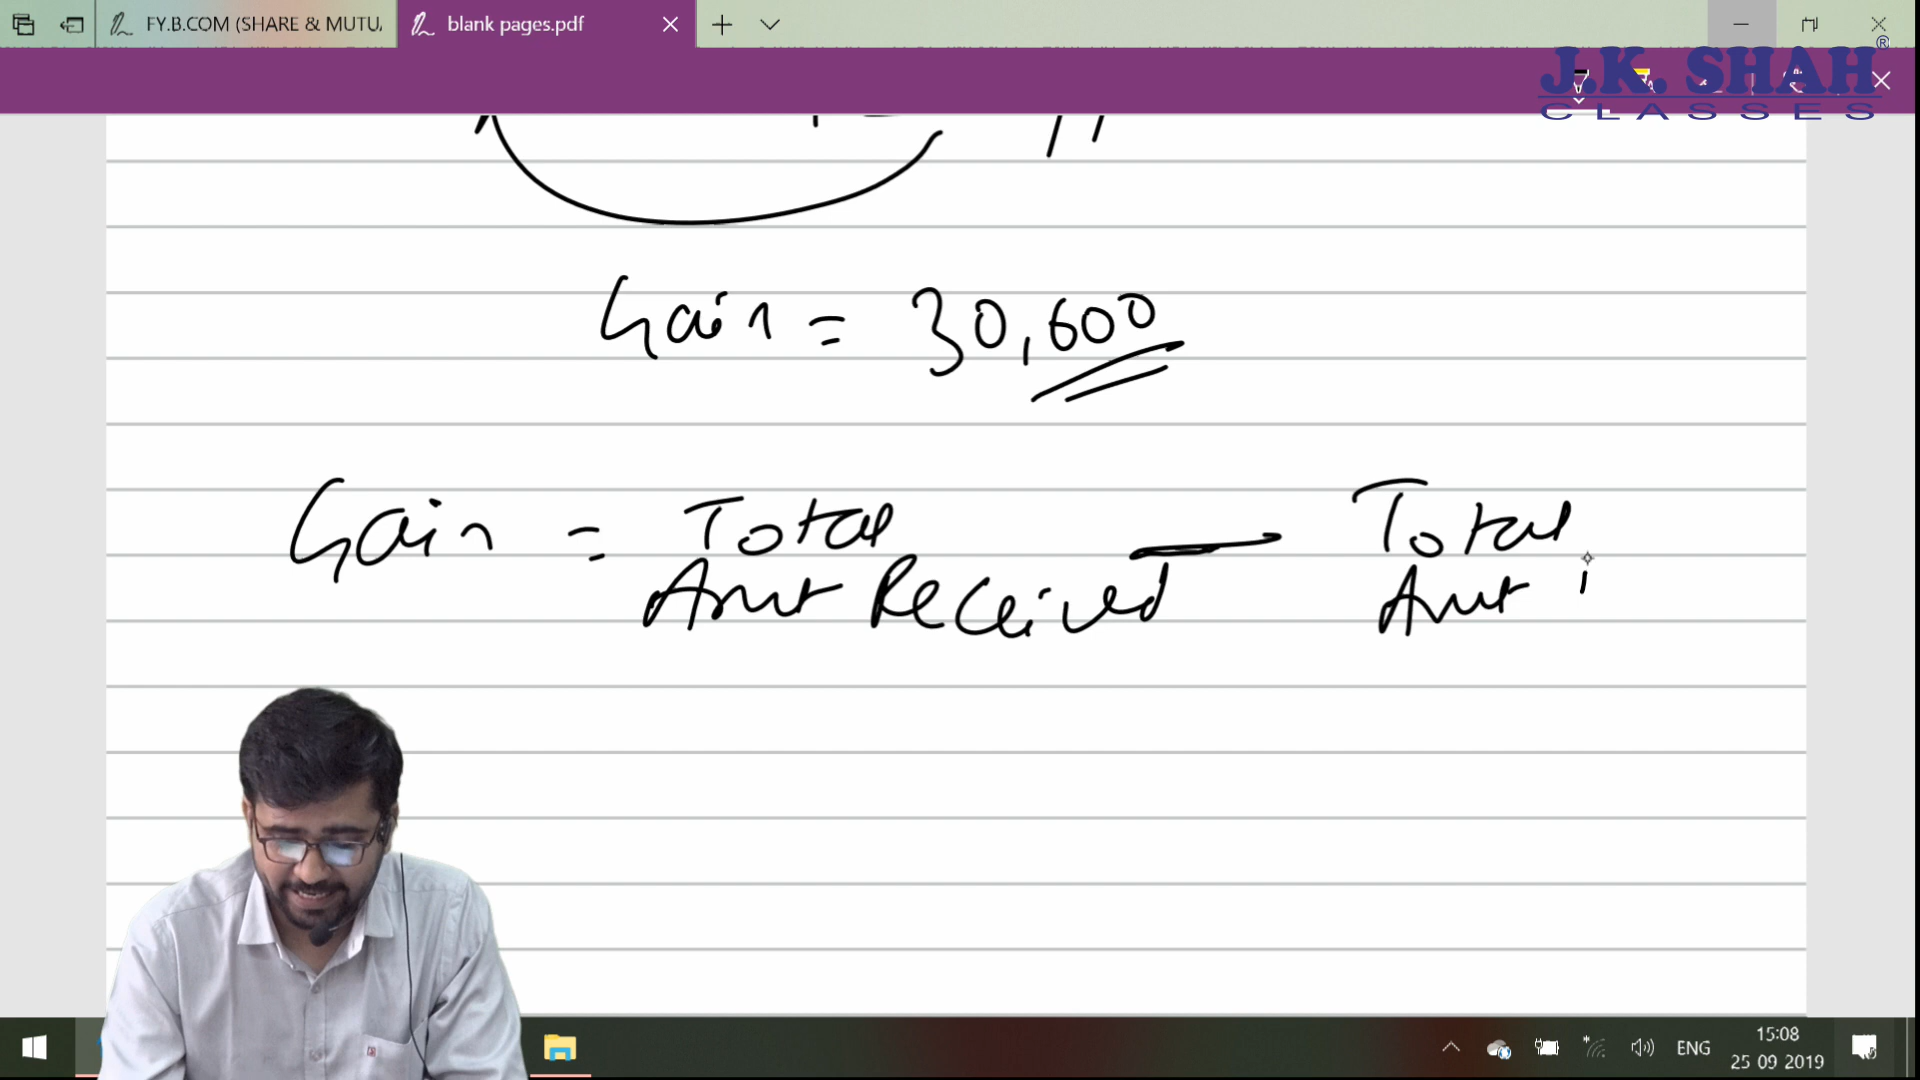 FY.B.COM (SHARE & MUTU
blank pages.pdf
J.K. SHAH®
CLASSES
Gain = 30,600
Gain = Total Amt Received — Total Amt
ENG
15:08
25 09 2019